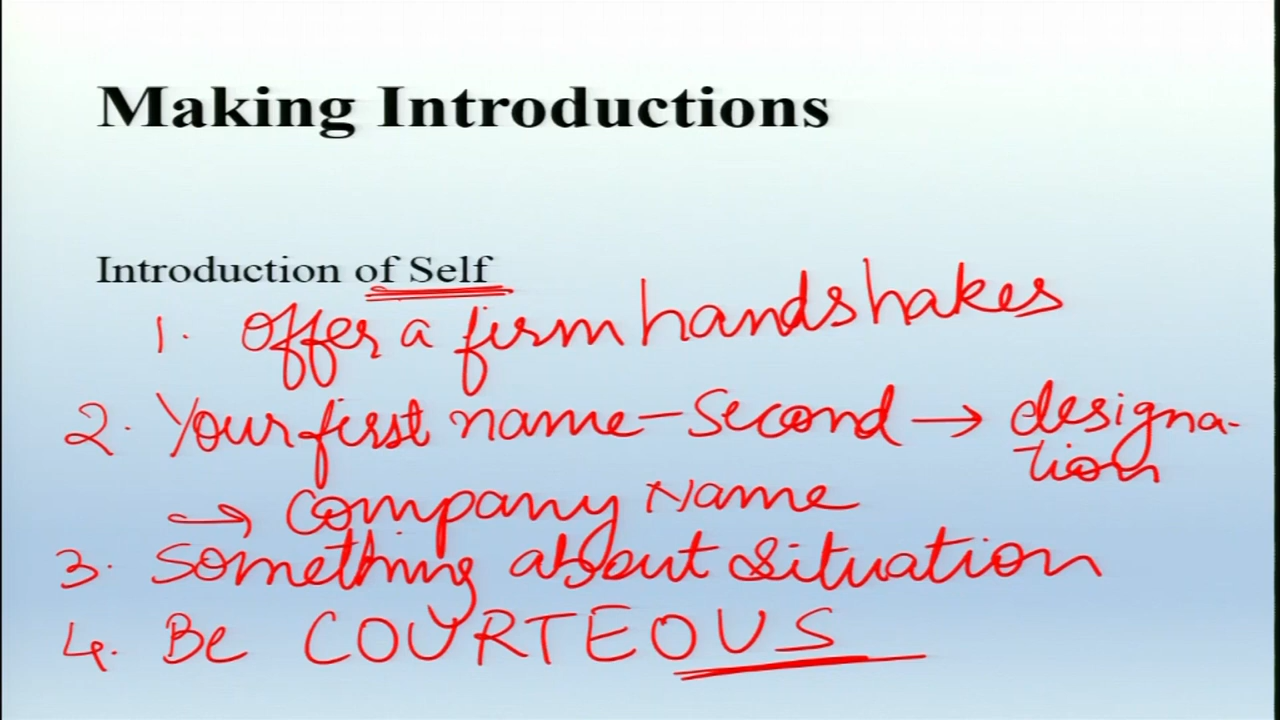 Making Introductions
Introduction of Self
1. Offer a firm handshakes
2. Your first name - Second → designa-
tion
→ Company Name
3. Something about situation
4. Be COURTEOUS